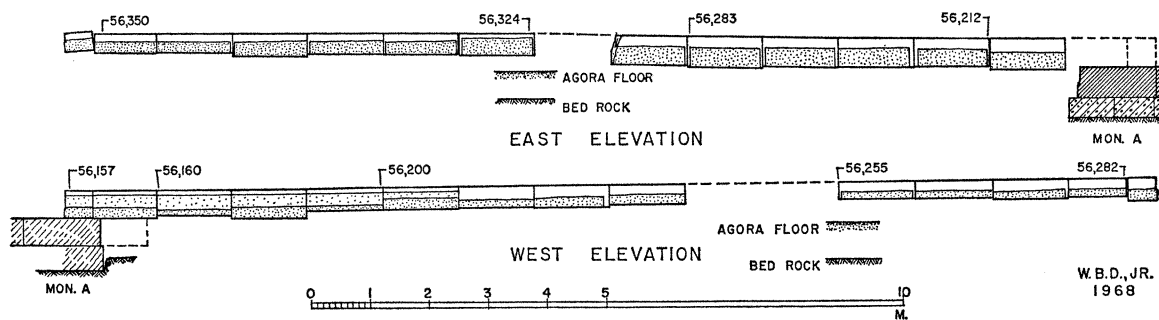 56,350 56,324 56,283 56,212
AGORA FLOOR
BED ROCK
EAST ELEVATION
MON. A
56,157 56,160 56,200 56,255 56,282
AGORA FLOOR
WEST ELEVATION
BED ROCK
MON. A
W.B.D., JR.
1968
0 1 2 3 4 5 10
M.